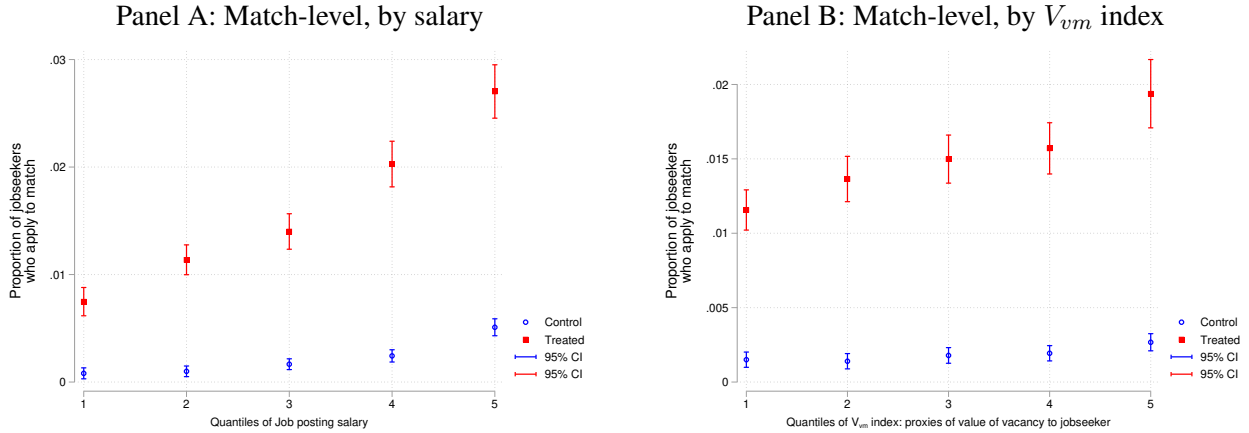 Panel A: Match-level, by salary
Proportion of jobseekers
who apply to match
.03
.02
.01
0
1 2 3 4 5
Quantiles of Job posting salary
Control
Treated
95% CI
95% CI
Panel B: Match-level, by Vvm index
Proportion of jobseekers
who apply to match
.02
.015
.01
.005
0
1 2 3 4 5
Quantiles of Vvm index: proxies of value of vacancy to jobseeker
Control
Treated
95% CI
95% CI